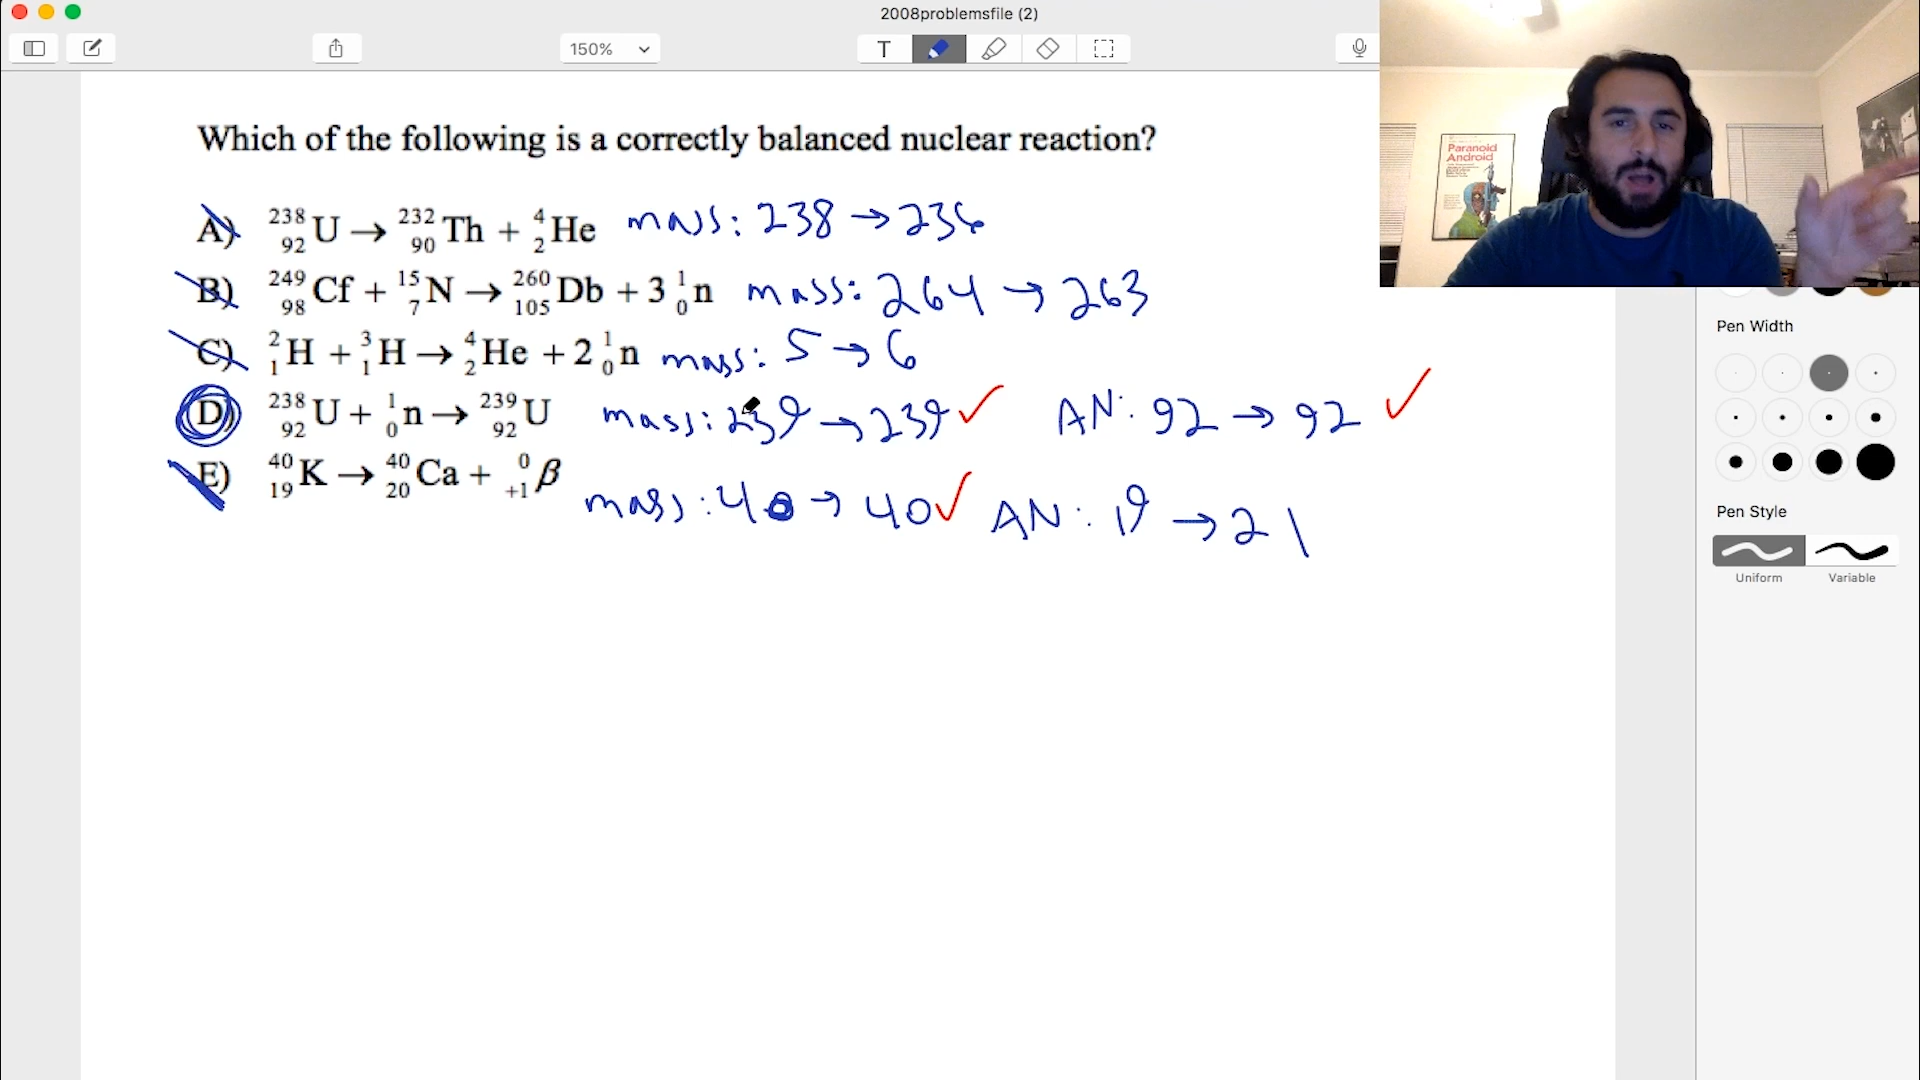 2008problemsfile (2)
150%
T
Paranoid
Android
Which of the following is a correctly balanced nuclear reaction?
A) ²³⁸₉₂U → ²³²₉₀Th + ⁴₂He mass: 238 → 236
B) ²⁴⁹₉₈Cf + ¹⁵₇N → ²⁶⁰₁₀₅Db + 3 ¹₀n mass: 264 → 263
C) ²₁H + ³₁H → ⁴₂He + 2 ¹₀n mass: 5 → 6
D) ²³⁸₉₂U + ¹₀n → ²³⁹₉₂U mass: 239 → 239 ✓ AN: 92 → 92 ✓
E) ⁴⁰₁₉K → ⁴⁰₂₀Ca + ⁰₊₁β mass: 40 → 40 ✓ AN: 19 → 21
Pen Width
Pen Style
Uniform
Variable